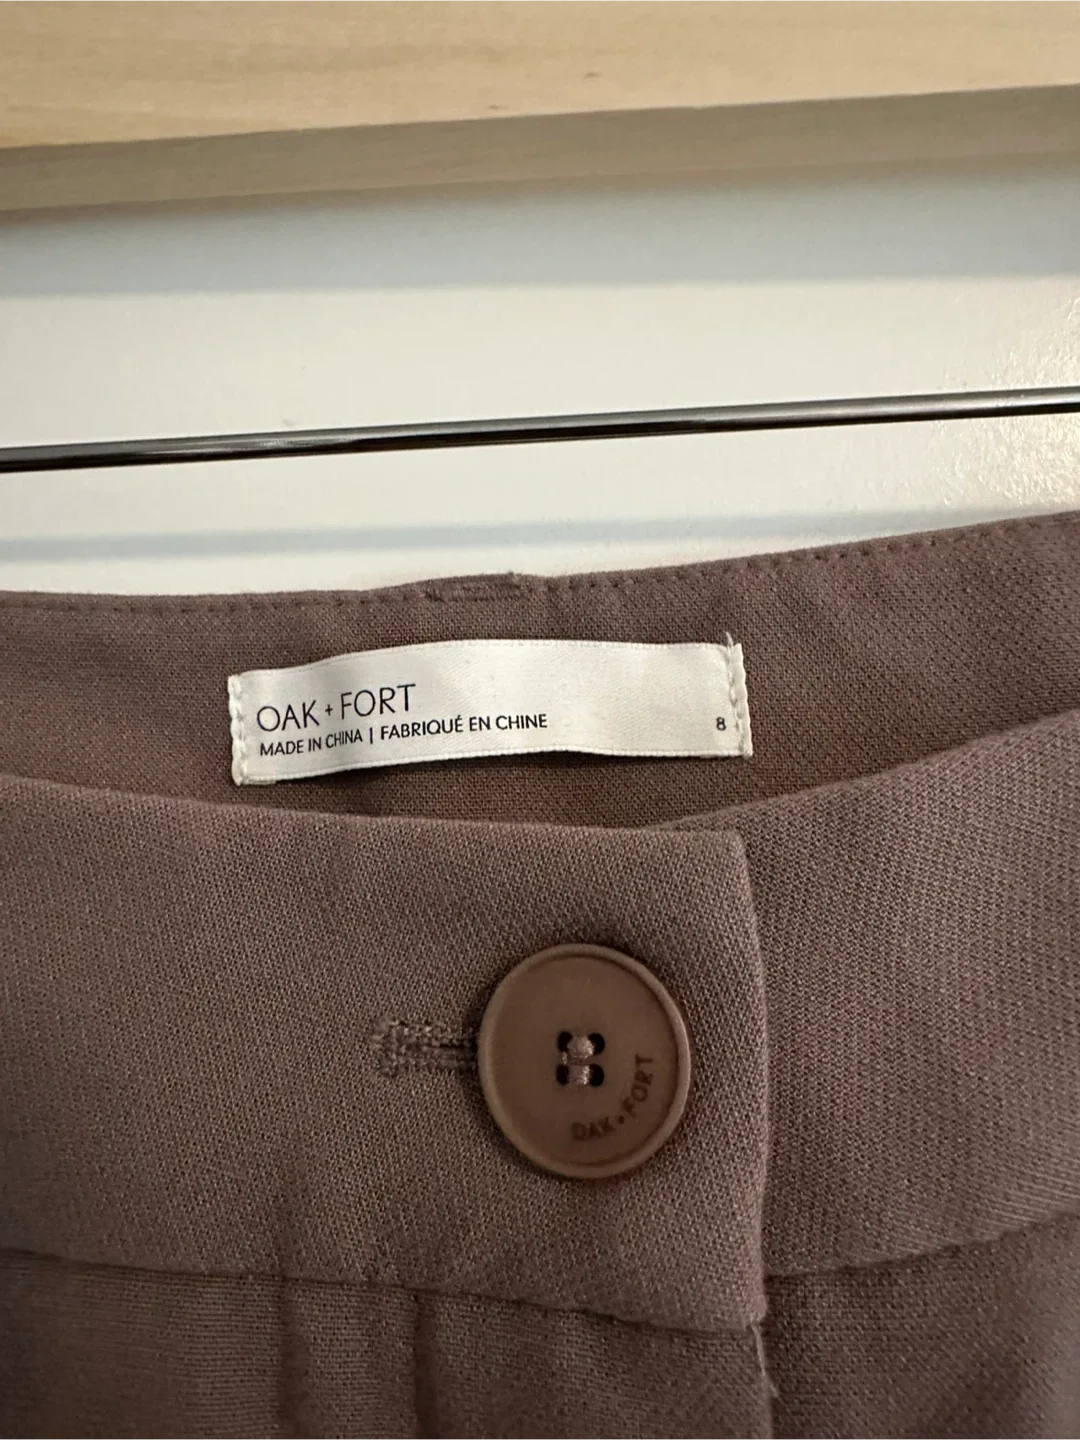 OAK + FORT
MADE IN CHINA | FABRIQUÉ EN CHINE
8
OAK + FORT